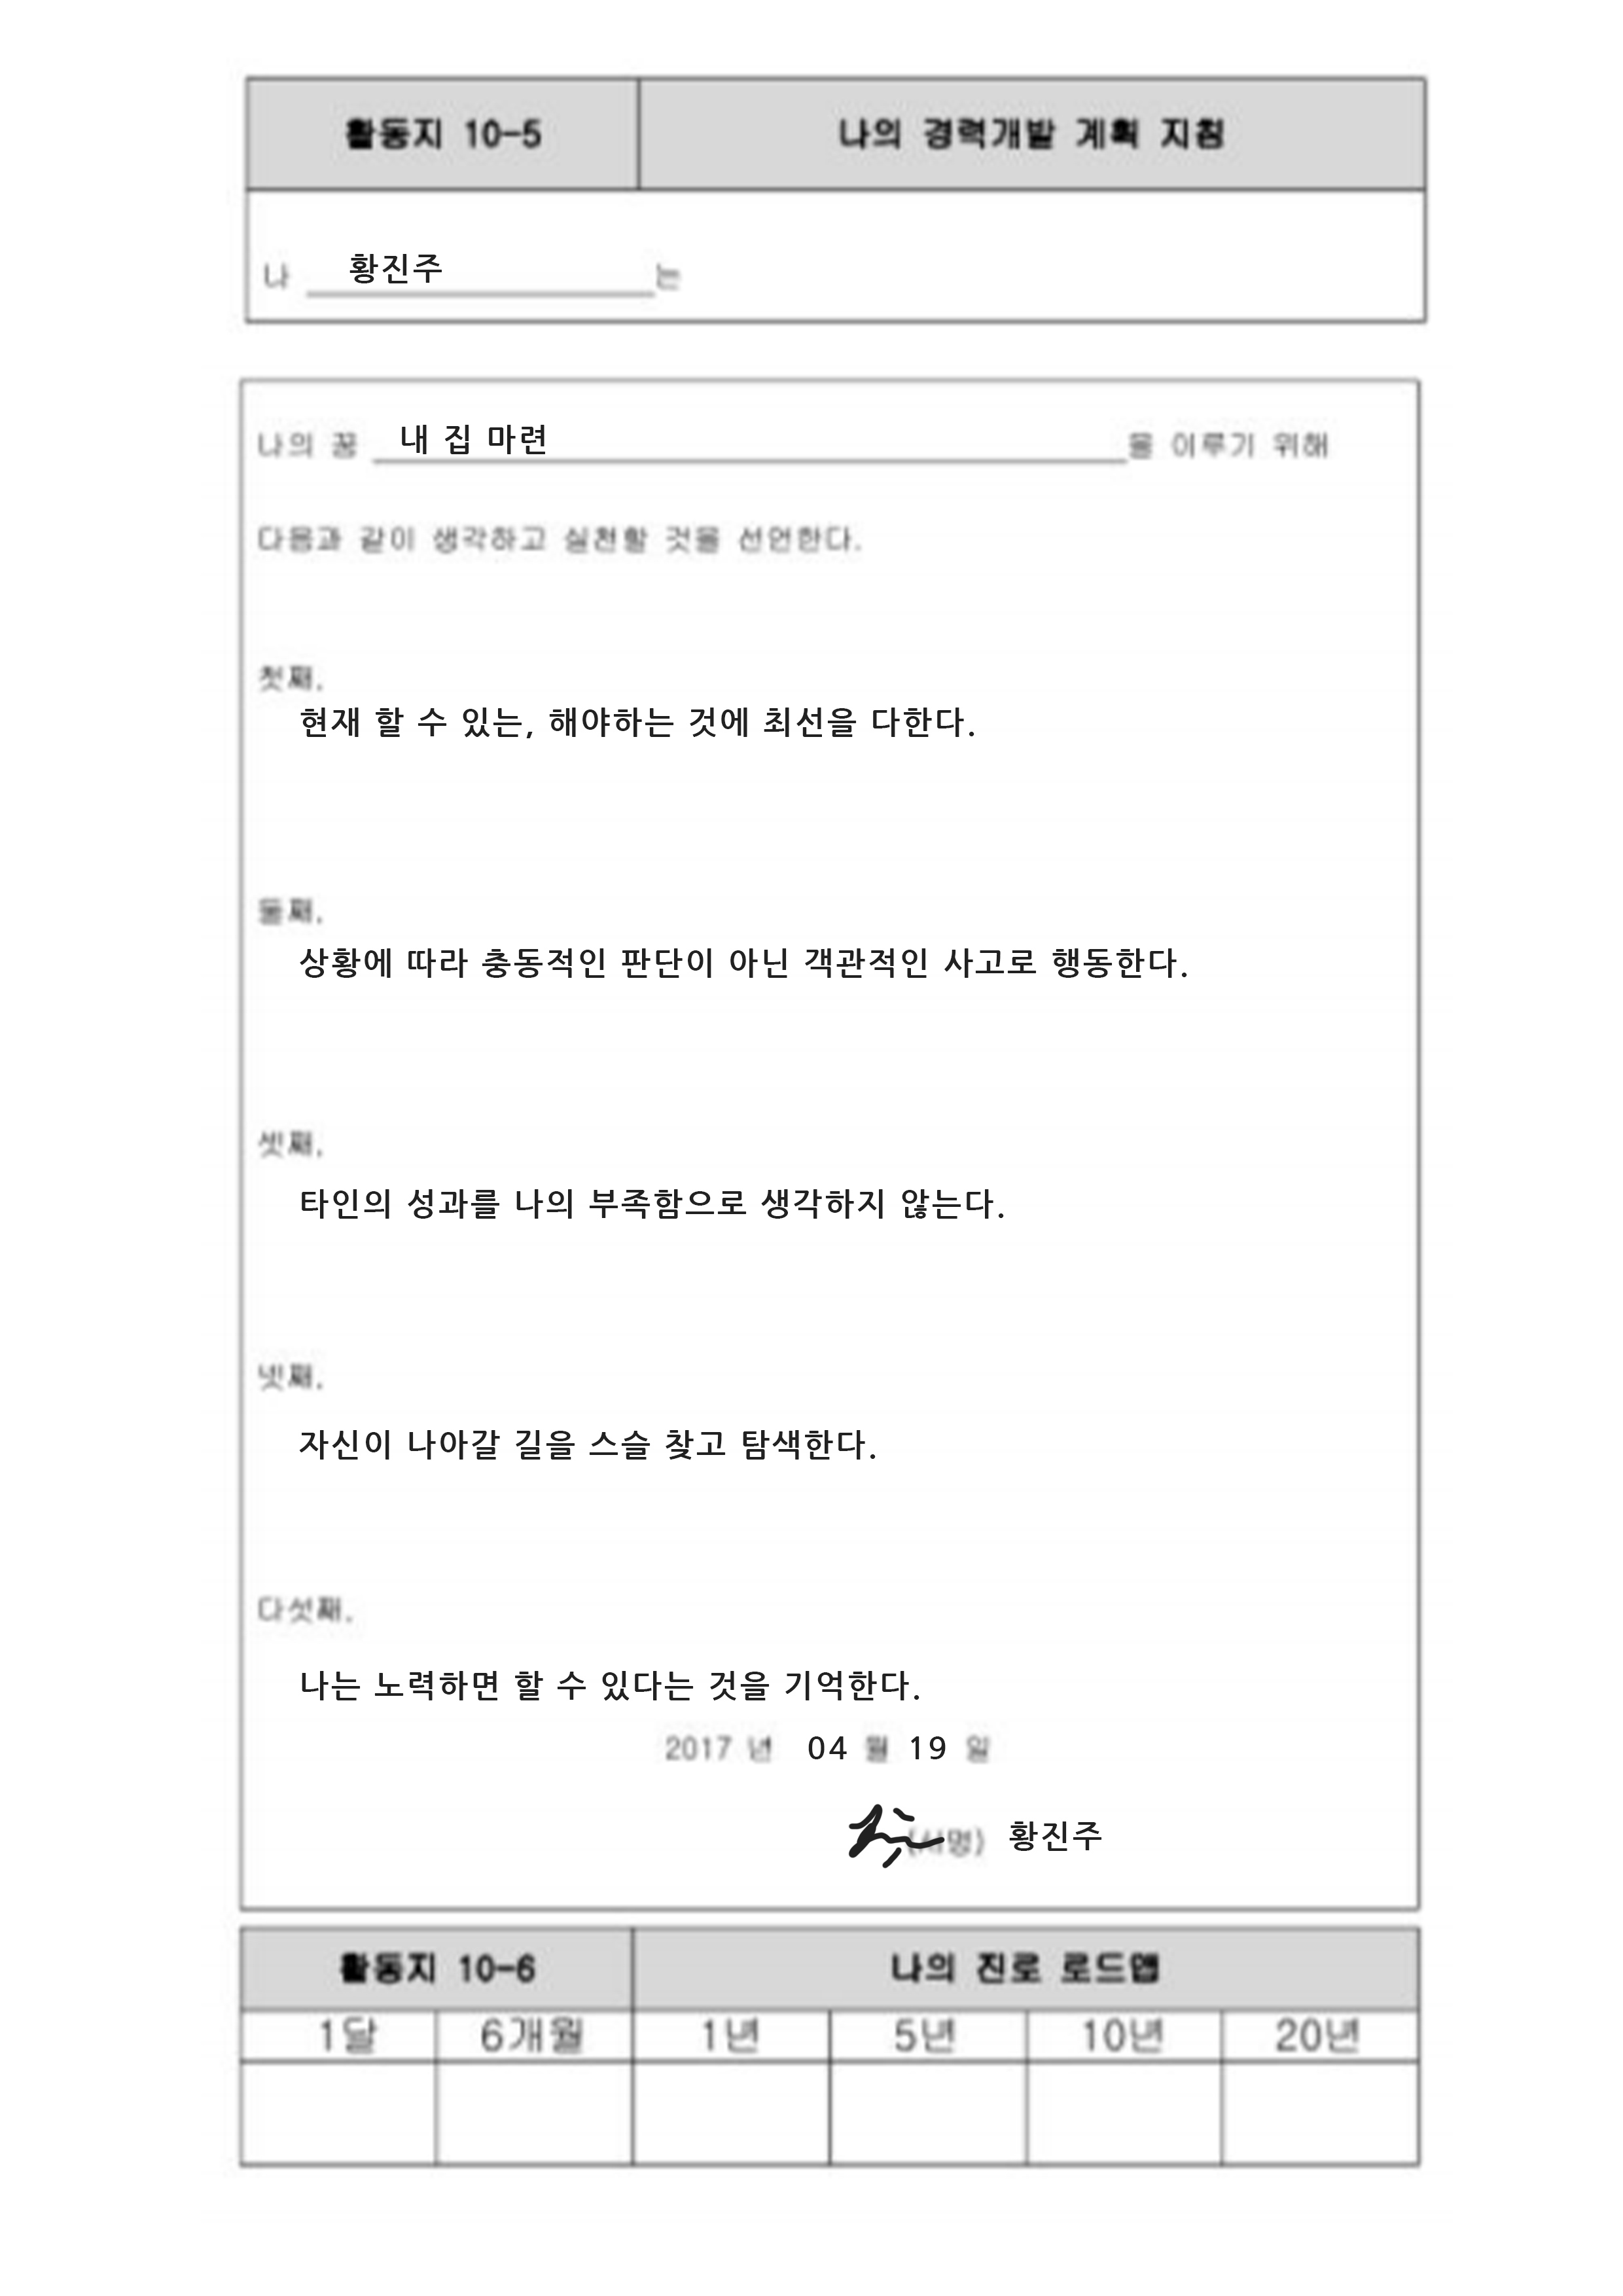 활동지 10-5 나의 경력개발 계획 지침
나 황진주 는
나의 꿈 내 집 마련 을 이루기 위해
다음과 같이 생각하고 실천할 것을 선언한다.
첫째,
현재 할 수 있는, 해야하는 것에 최선을 다한다.
둘째,
상황에 따라 충동적인 판단이 아닌 객관적인 사고로 행동한다.
셋째,
타인의 성과를 나의 부족함으로 생각하지 않는다.
넷째,
자신이 나아갈 길을 스슬 찾고 탐색한다.
다섯째,
나는 노력하면 할 수 있다는 것을 기억한다.
2017 년 04 월 19 일
(서명) 황진주
활동지 10-6 나의 진로 로드맵
1달 6개월 1년 5년 10년 20년